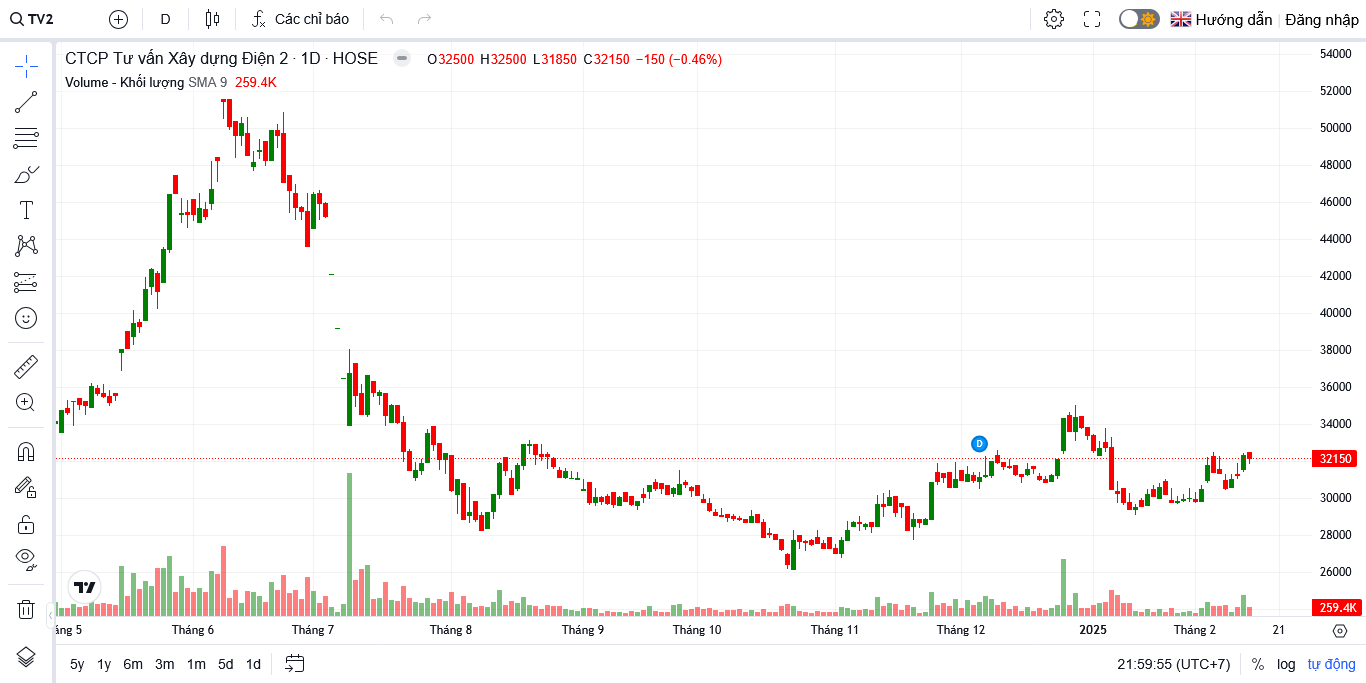 TV2 D Các chỉ báo Hướng dẫn Đăng nhập
CTCP Tư vấn Xây dựng Điện 2 · 1D · HOSE O32500 H32500 L31850 C32150 −150 (−0.46%)
Volume - Khối lượng SMA 9 259.4K
54000
52000
50000
48000
46000
44000
42000
40000
38000
36000
34000
D
32150
30000
28000
26000
259.4K
áng 5 Tháng 6 Tháng 7 Tháng 8 Tháng 9 Tháng 10 Tháng 11 Tháng 12 2025 Tháng 2 21
5y 1y 6m 3m 1m 5d 1d 21:59:55 (UTC+7) % log tự động